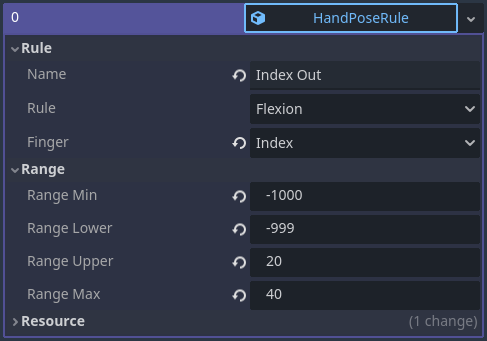 0 HandPoseRule
Rule
Name Index Out
Rule Flexion
Finger Index
Range
Range Min -1000
Range Lower -999
Range Upper 20
Range Max 40
Resource (1 change)